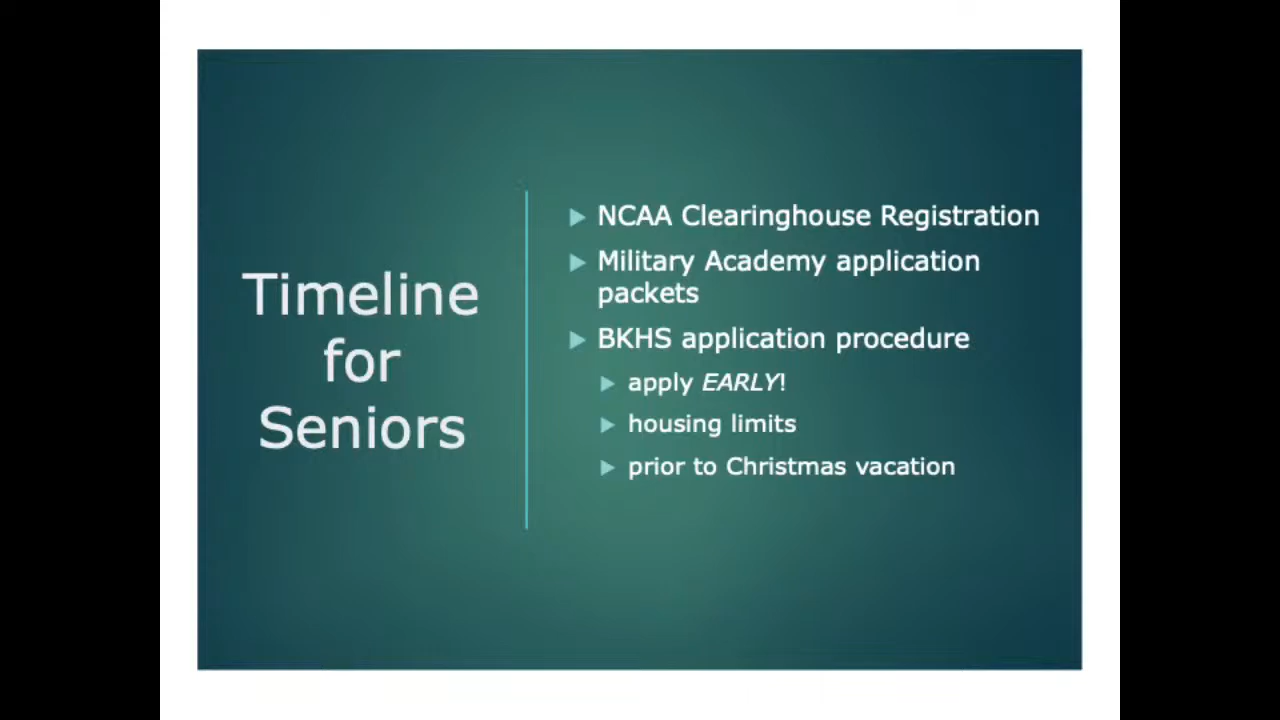 Timeline
for
Seniors
NCAA Clearinghouse Registration
Military Academy application
packets
BKHS application procedure
apply EARLY!
housing limits
prior to Christmas vacation